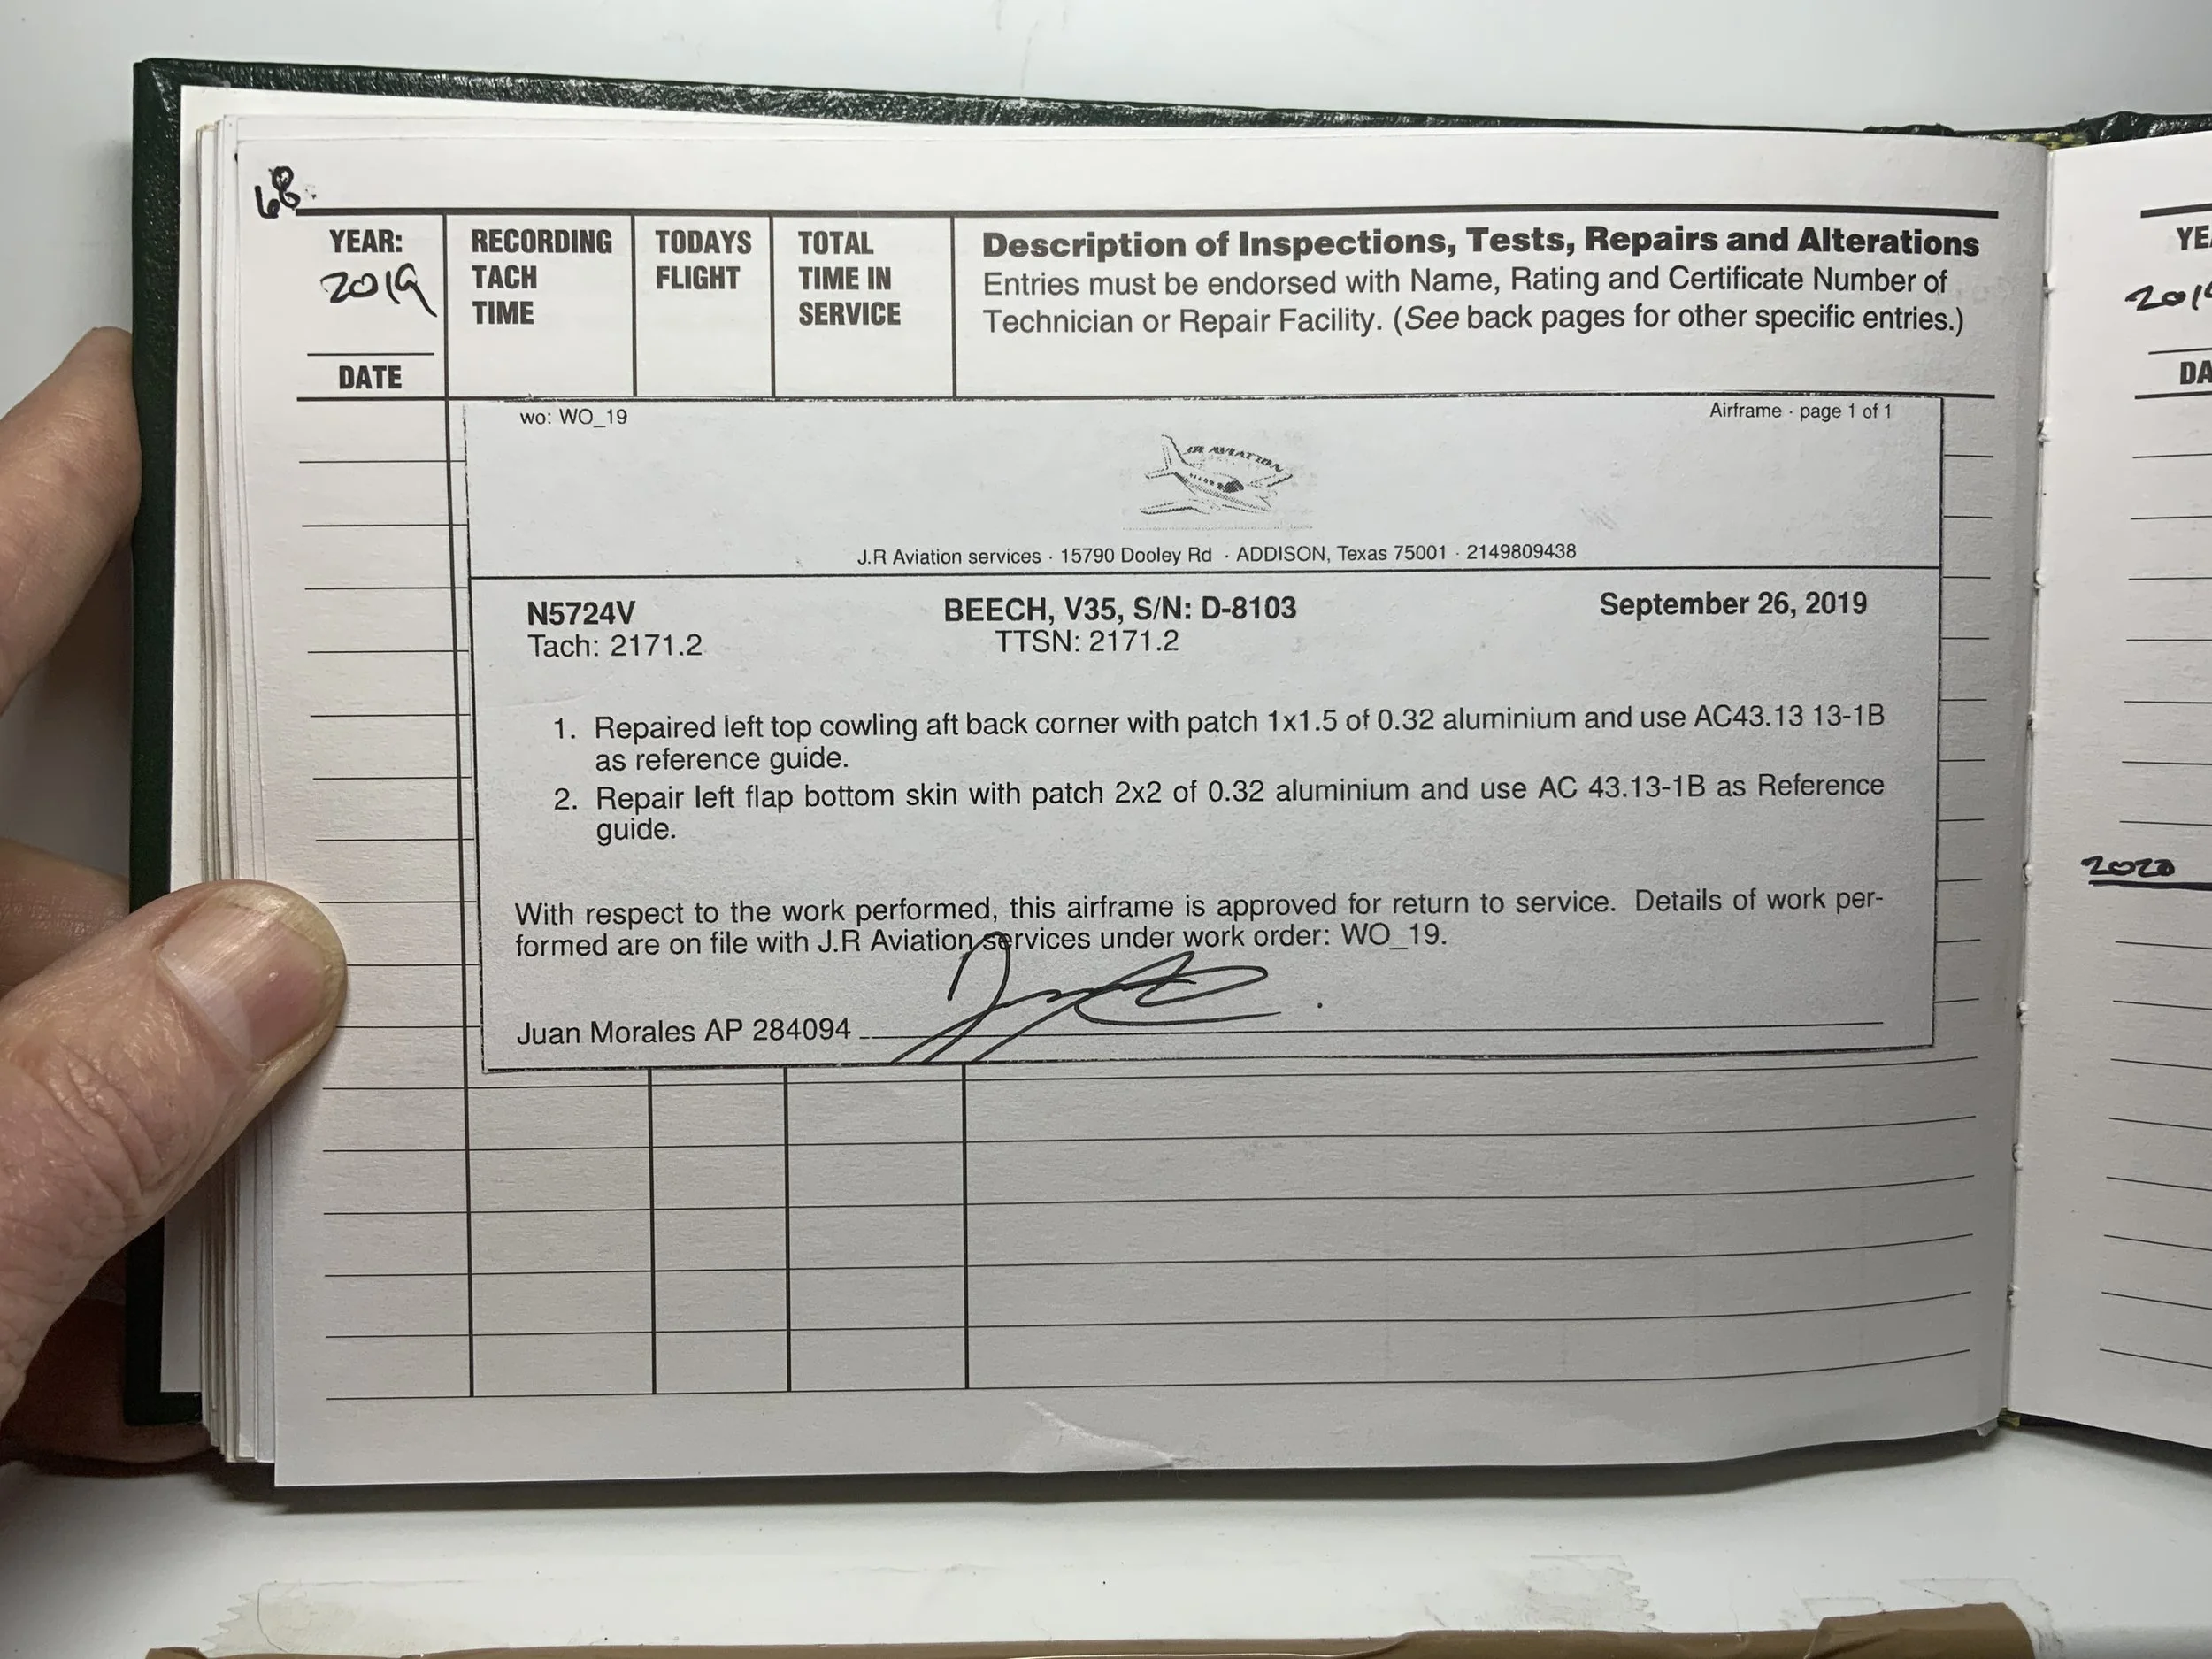 68.
YEAR:
2019
DATE
RECORDING
TACH
TIME
TODAYS
FLIGHT
TOTAL
TIME IN
SERVICE
Description of Inspections, Tests, Repairs and Alterations
Entries must be endorsed with Name, Rating and Certificate Number of
Technician or Repair Facility. (See back pages for other specific entries.)
wo: WO_19
Airframe · page 1 of 1
JR AVIATION
J.R Aviation services · 15790 Dooley Rd · ADDISON, Texas 75001 · 2149809438
N5724V
BEECH, V35, S/N: D-8103
September 26, 2019
Tach: 2171.2
TTSN: 2171.2
1. Repaired left top cowling aft back corner with patch 1x1.5 of 0.32 aluminium and use AC43.13 13-1B
as reference guide.
2. Repair left flap bottom skin with patch 2x2 of 0.32 aluminium and use AC 43.13-1B as Reference
guide.
With respect to the work performed, this airframe is approved for return to service. Details of work per-
formed are on file with J.R Aviation services under work order: WO_19.
Juan Morales AP 284094
YE
201
DA
2020